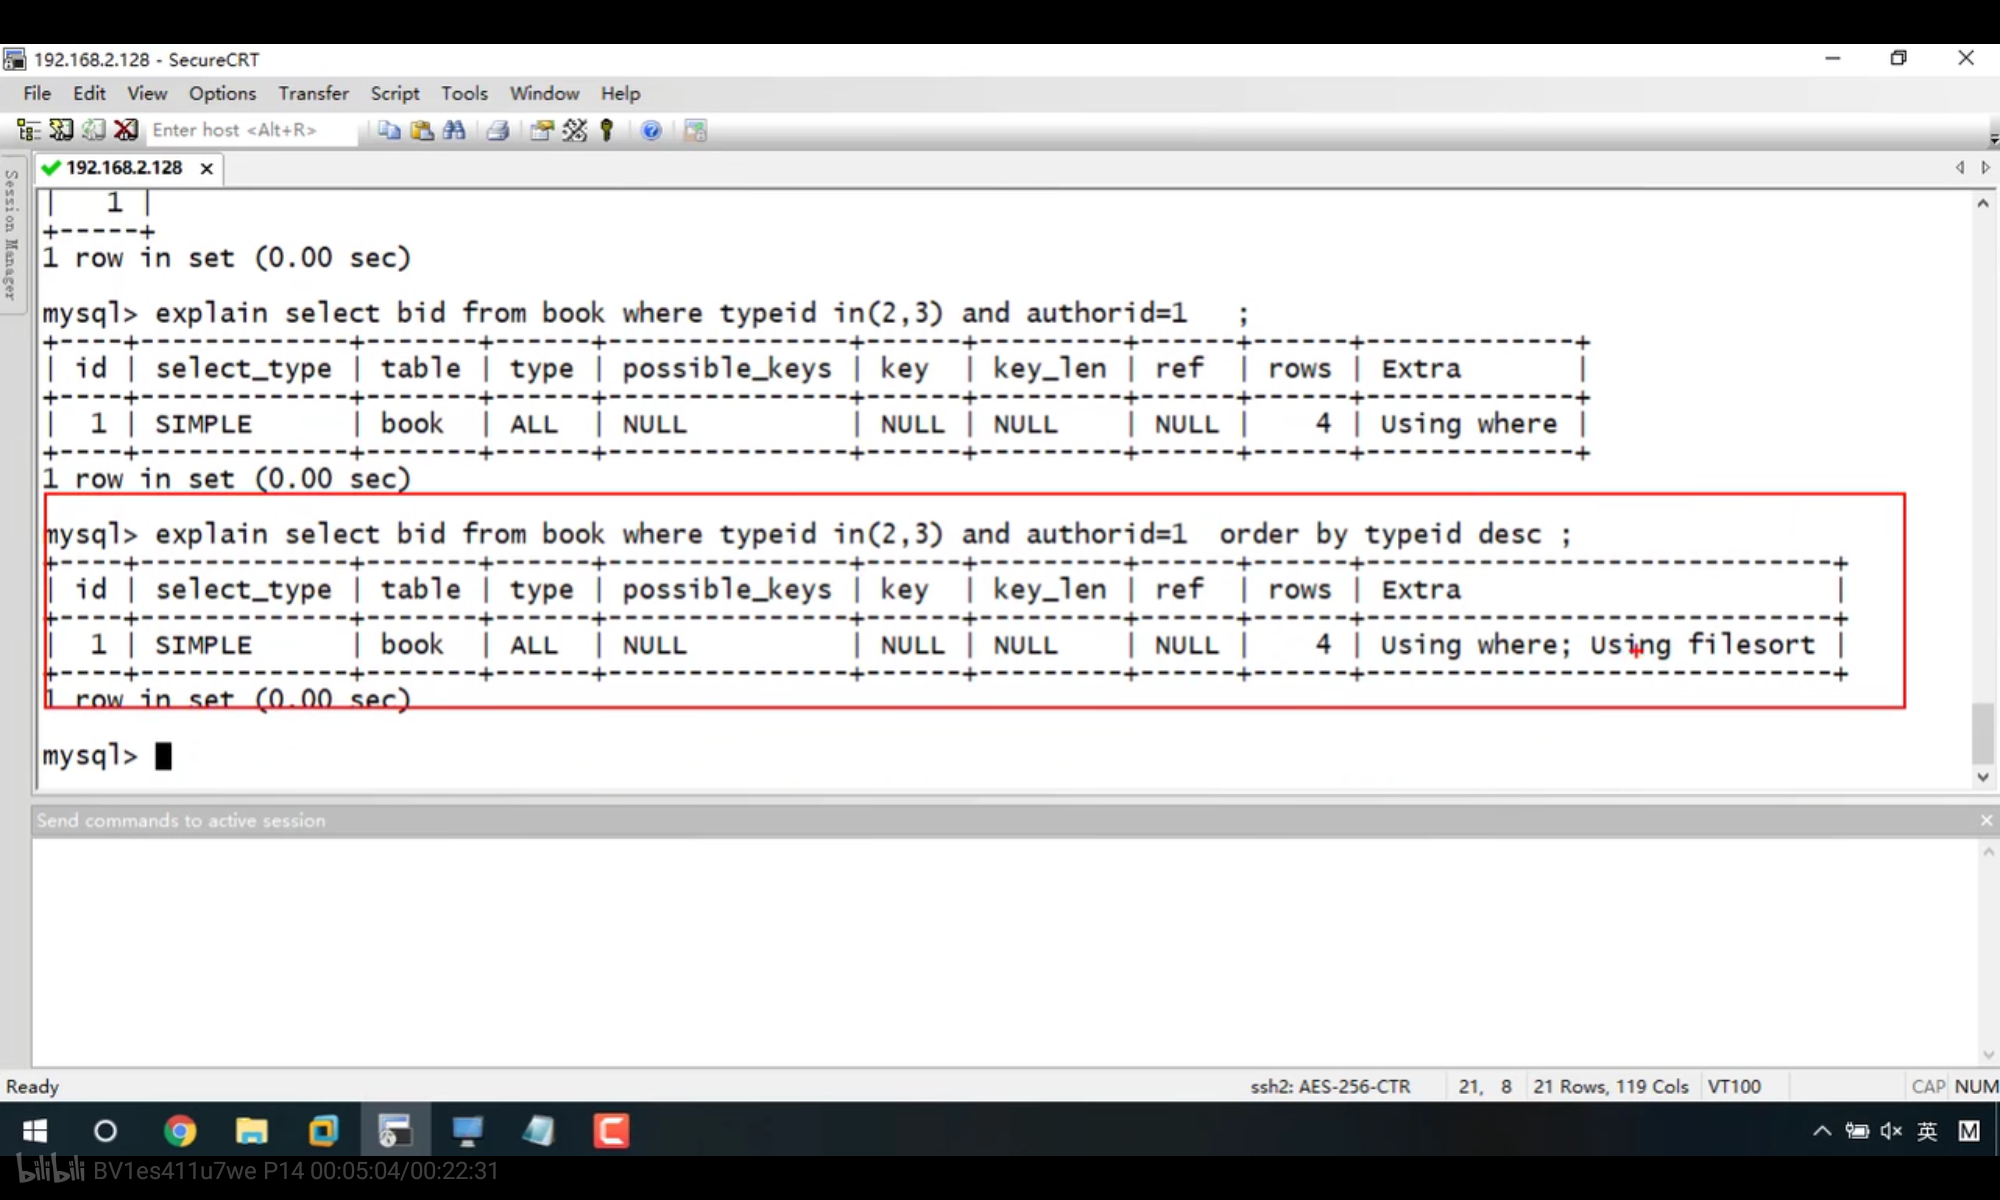 192.168.2.128 - SecureCRT
File Edit View Options Transfer Script Tools Window Help
Enter host <Alt+R>
192.168.2.128
Session Manager
|   1 |
+-----+
1 row in set (0.00 sec)
mysql> explain select bid from book where typeid in(2,3) and authorid=1   ;
+----+-------------+-------+------+---------------+------+---------+------+------+-------------+
| id | select_type | table | type | possible_keys | key  | key_len | ref  | rows | Extra       |
+----+-------------+-------+------+---------------+------+---------+------+------+-------------+
|  1 | SIMPLE      | book  | ALL  | NULL          | NULL | NULL    | NULL |    4 | Using where |
+----+-------------+-------+------+---------------+------+---------+------+------+-------------+
1 row in set (0.00 sec)
mysql> explain select bid from book where typeid in(2,3) and authorid=1  order by typeid desc ;
+----+-------------+-------+------+---------------+------+---------+------+------+-----------------------------+
| id | select_type | table | type | possible_keys | key  | key_len | ref  | rows | Extra                       |
+----+-------------+-------+------+---------------+------+---------+------+------+-----------------------------+
|  1 | SIMPLE      | book  | ALL  | NULL          | NULL | NULL    | NULL |    4 | Using where; Using filesort |
+----+-------------+-------+------+---------------+------+---------+------+------+-----------------------------+
1 row in set (0.00 sec)
mysql>
Send commands to active session
Ready ssh2: AES-256-CTR 21, 8 21 Rows, 119 Cols VT100 CAP NUM
英 M
bilibili BV1es411u7we P14 00:05:04/00:22:31